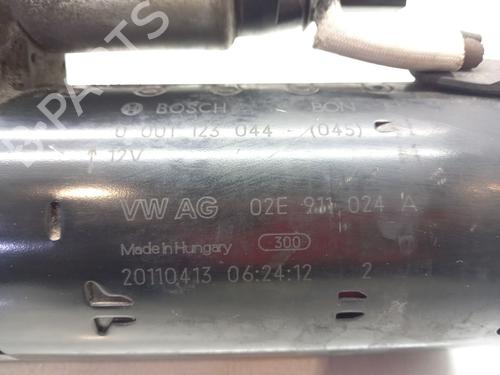 BOSCH BON
0 001 123 044 - (045)
↑ 12V
VW AG 02E 911 024 A
Made in Hungary 300
20110413 06:24:12 2